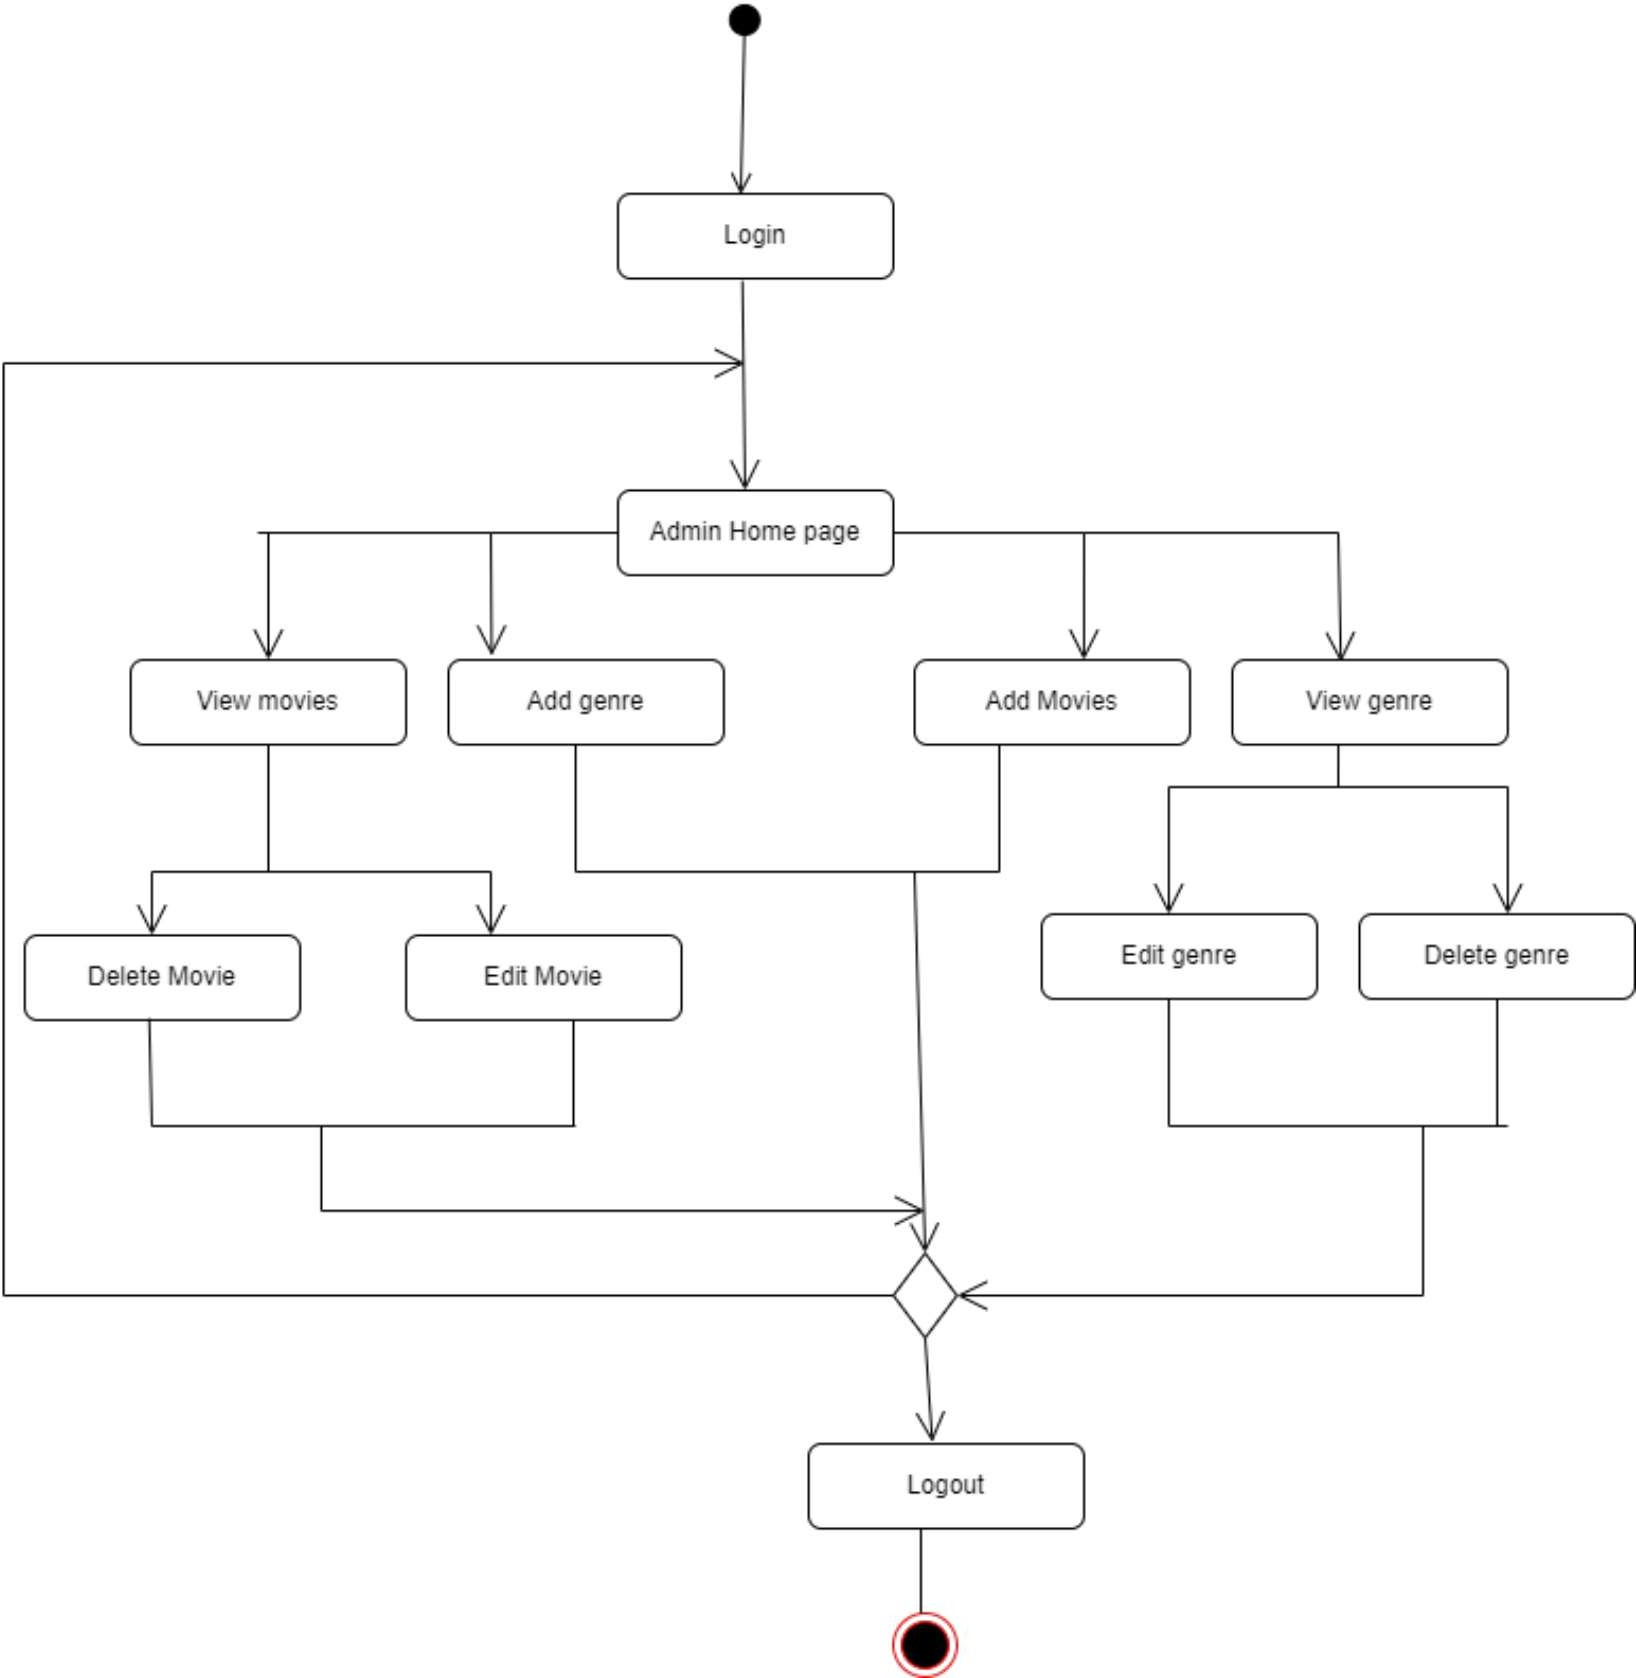 Login
Admin Home page
View movies
Add genre
Add Movies
View genre
Edit genre
Delete genre
Delete Movie
Edit Movie
Logout